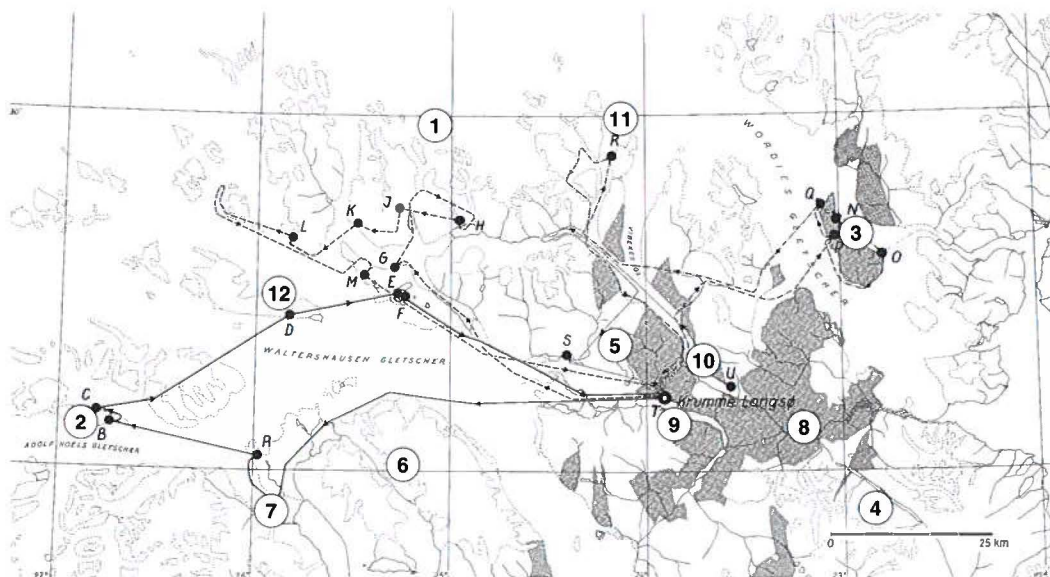 1
11
R
WORDIES GLETCHER
Q
N
3
O
J
H
K
L
G
M
E
F
12
D
WALTERSHAUSEN GLETSCHER
S
5
10
U
T
Krumme Langsø
C
2
B
ADOLF HOELS GLETSCHER
9
8
A
6
7
4
0
25 km